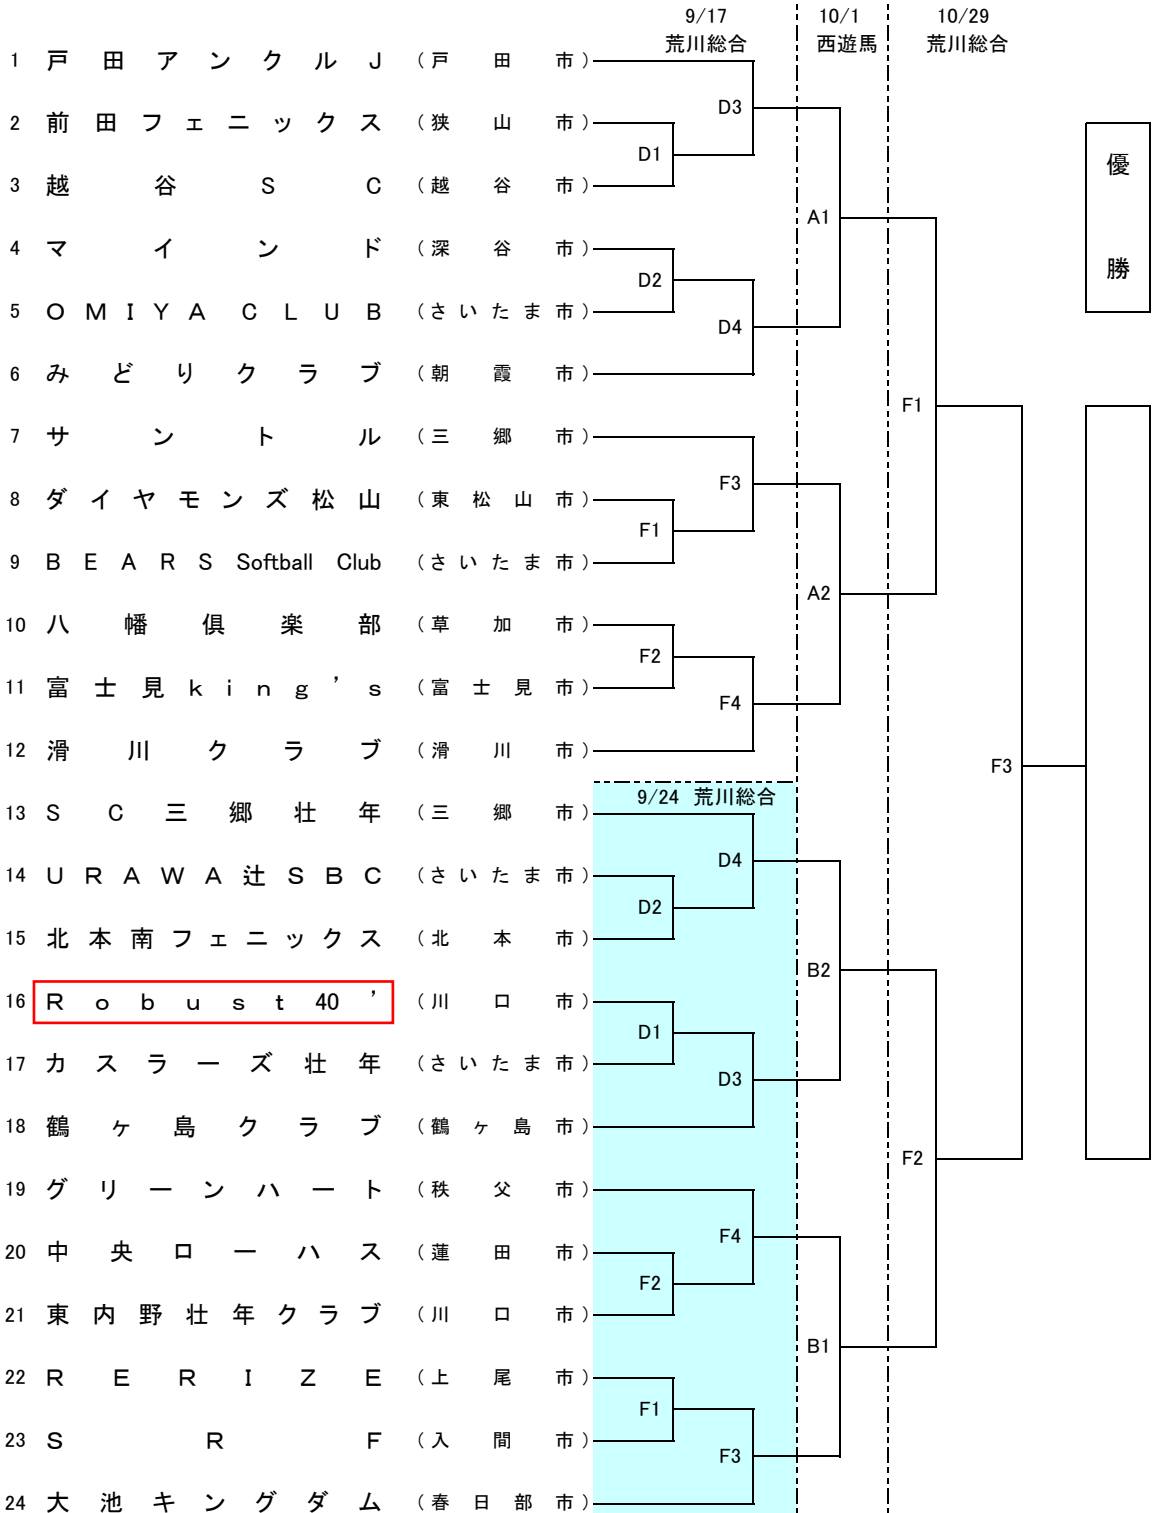 9/17 10/1 10/29
荒川総合 西遊馬 荒川総合
1 戸田アンクルJ (戸田市)
D3
2 前田フェニックス (狭山市)
D1
優
3 越谷SC (越谷市)
A1
4 マインド (深谷市)
D2
勝
5 OMIYA CLUB (さいたま市)
D4
6 みどりクラブ (朝霞市)
F1
7 サントル (三郷市)
F3
8 ダイヤモンズ松山 (東松山市)
F1
9 BEARS Softball Club (さいたま市)
A2
10 八幡倶楽部 (草加市)
F2
11 富士見king's (富士見市)
F4
12 滑川クラブ (滑川市)
F3
9/24 荒川総合
13 SC三郷壮年 (三郷市)
D4
14 URAWA辻SBC (さいたま市)
D2
15 北本南フェニックス (北本市)
B2
16 Robust40' (川口市)
D1
17 カスラーズ壮年 (さいたま市)
D3
18 鶴ヶ島クラブ (鶴ヶ島市)
F2
19 グリーンハート (秩父市)
F4
20 中央ローハス (蓮田市)
F2
21 東内野壮年クラブ (川口市)
B1
22 RERIZE (上尾市)
F1
23 SRF (入間市)
F3
24 大池キングダム (春日部市)